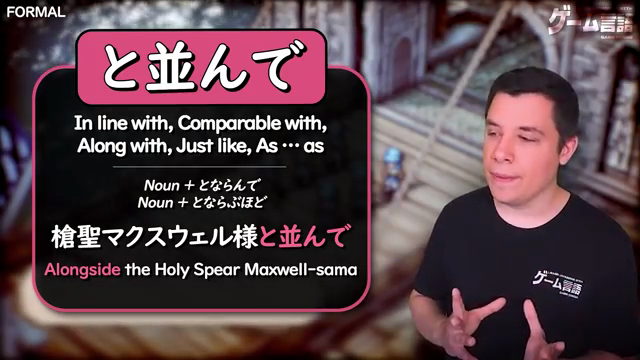 FORMAL
ゲーム言語
と並んで
In line with, Comparable with,
Along with, Just like, As … as
Noun + とならんで
Noun + とならぶほど
槍聖マクスウェル様と並んで
Alongside the Holy Spear Maxwell-sama
ゲーム言語